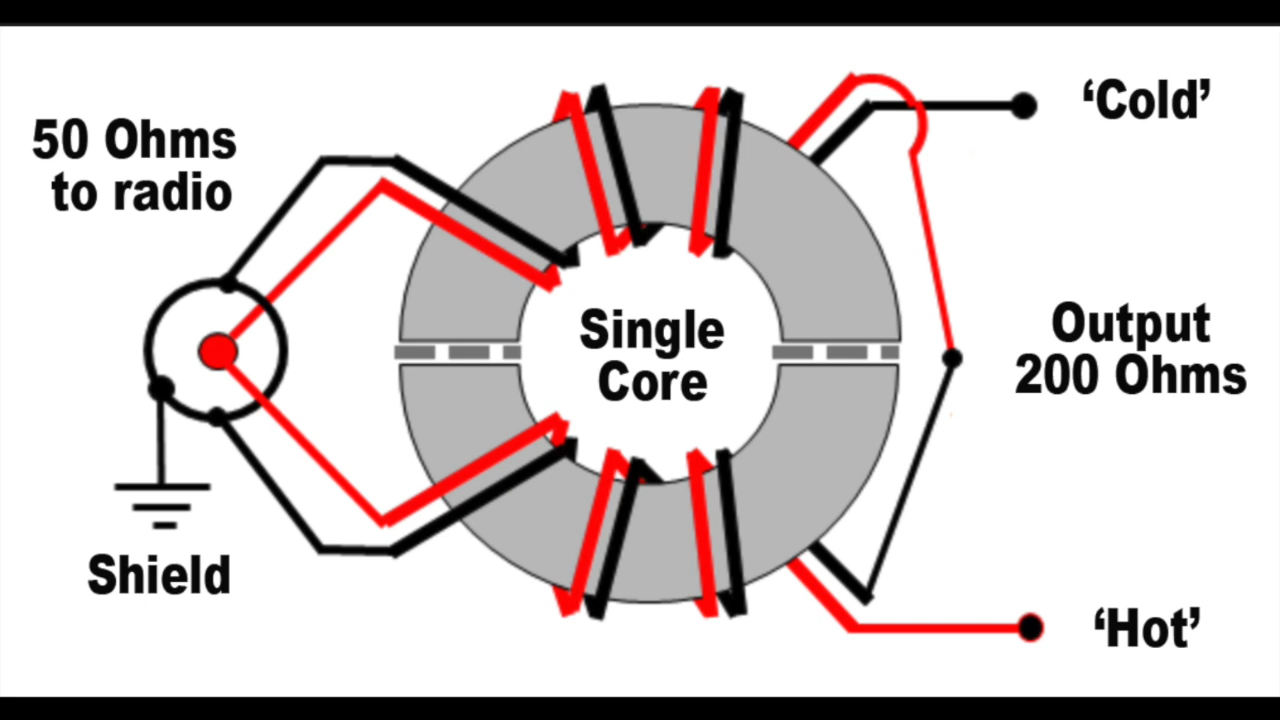 50 Ohms
to radio
‘Cold’
Single
Core
Output
200 Ohms
Shield
‘Hot’